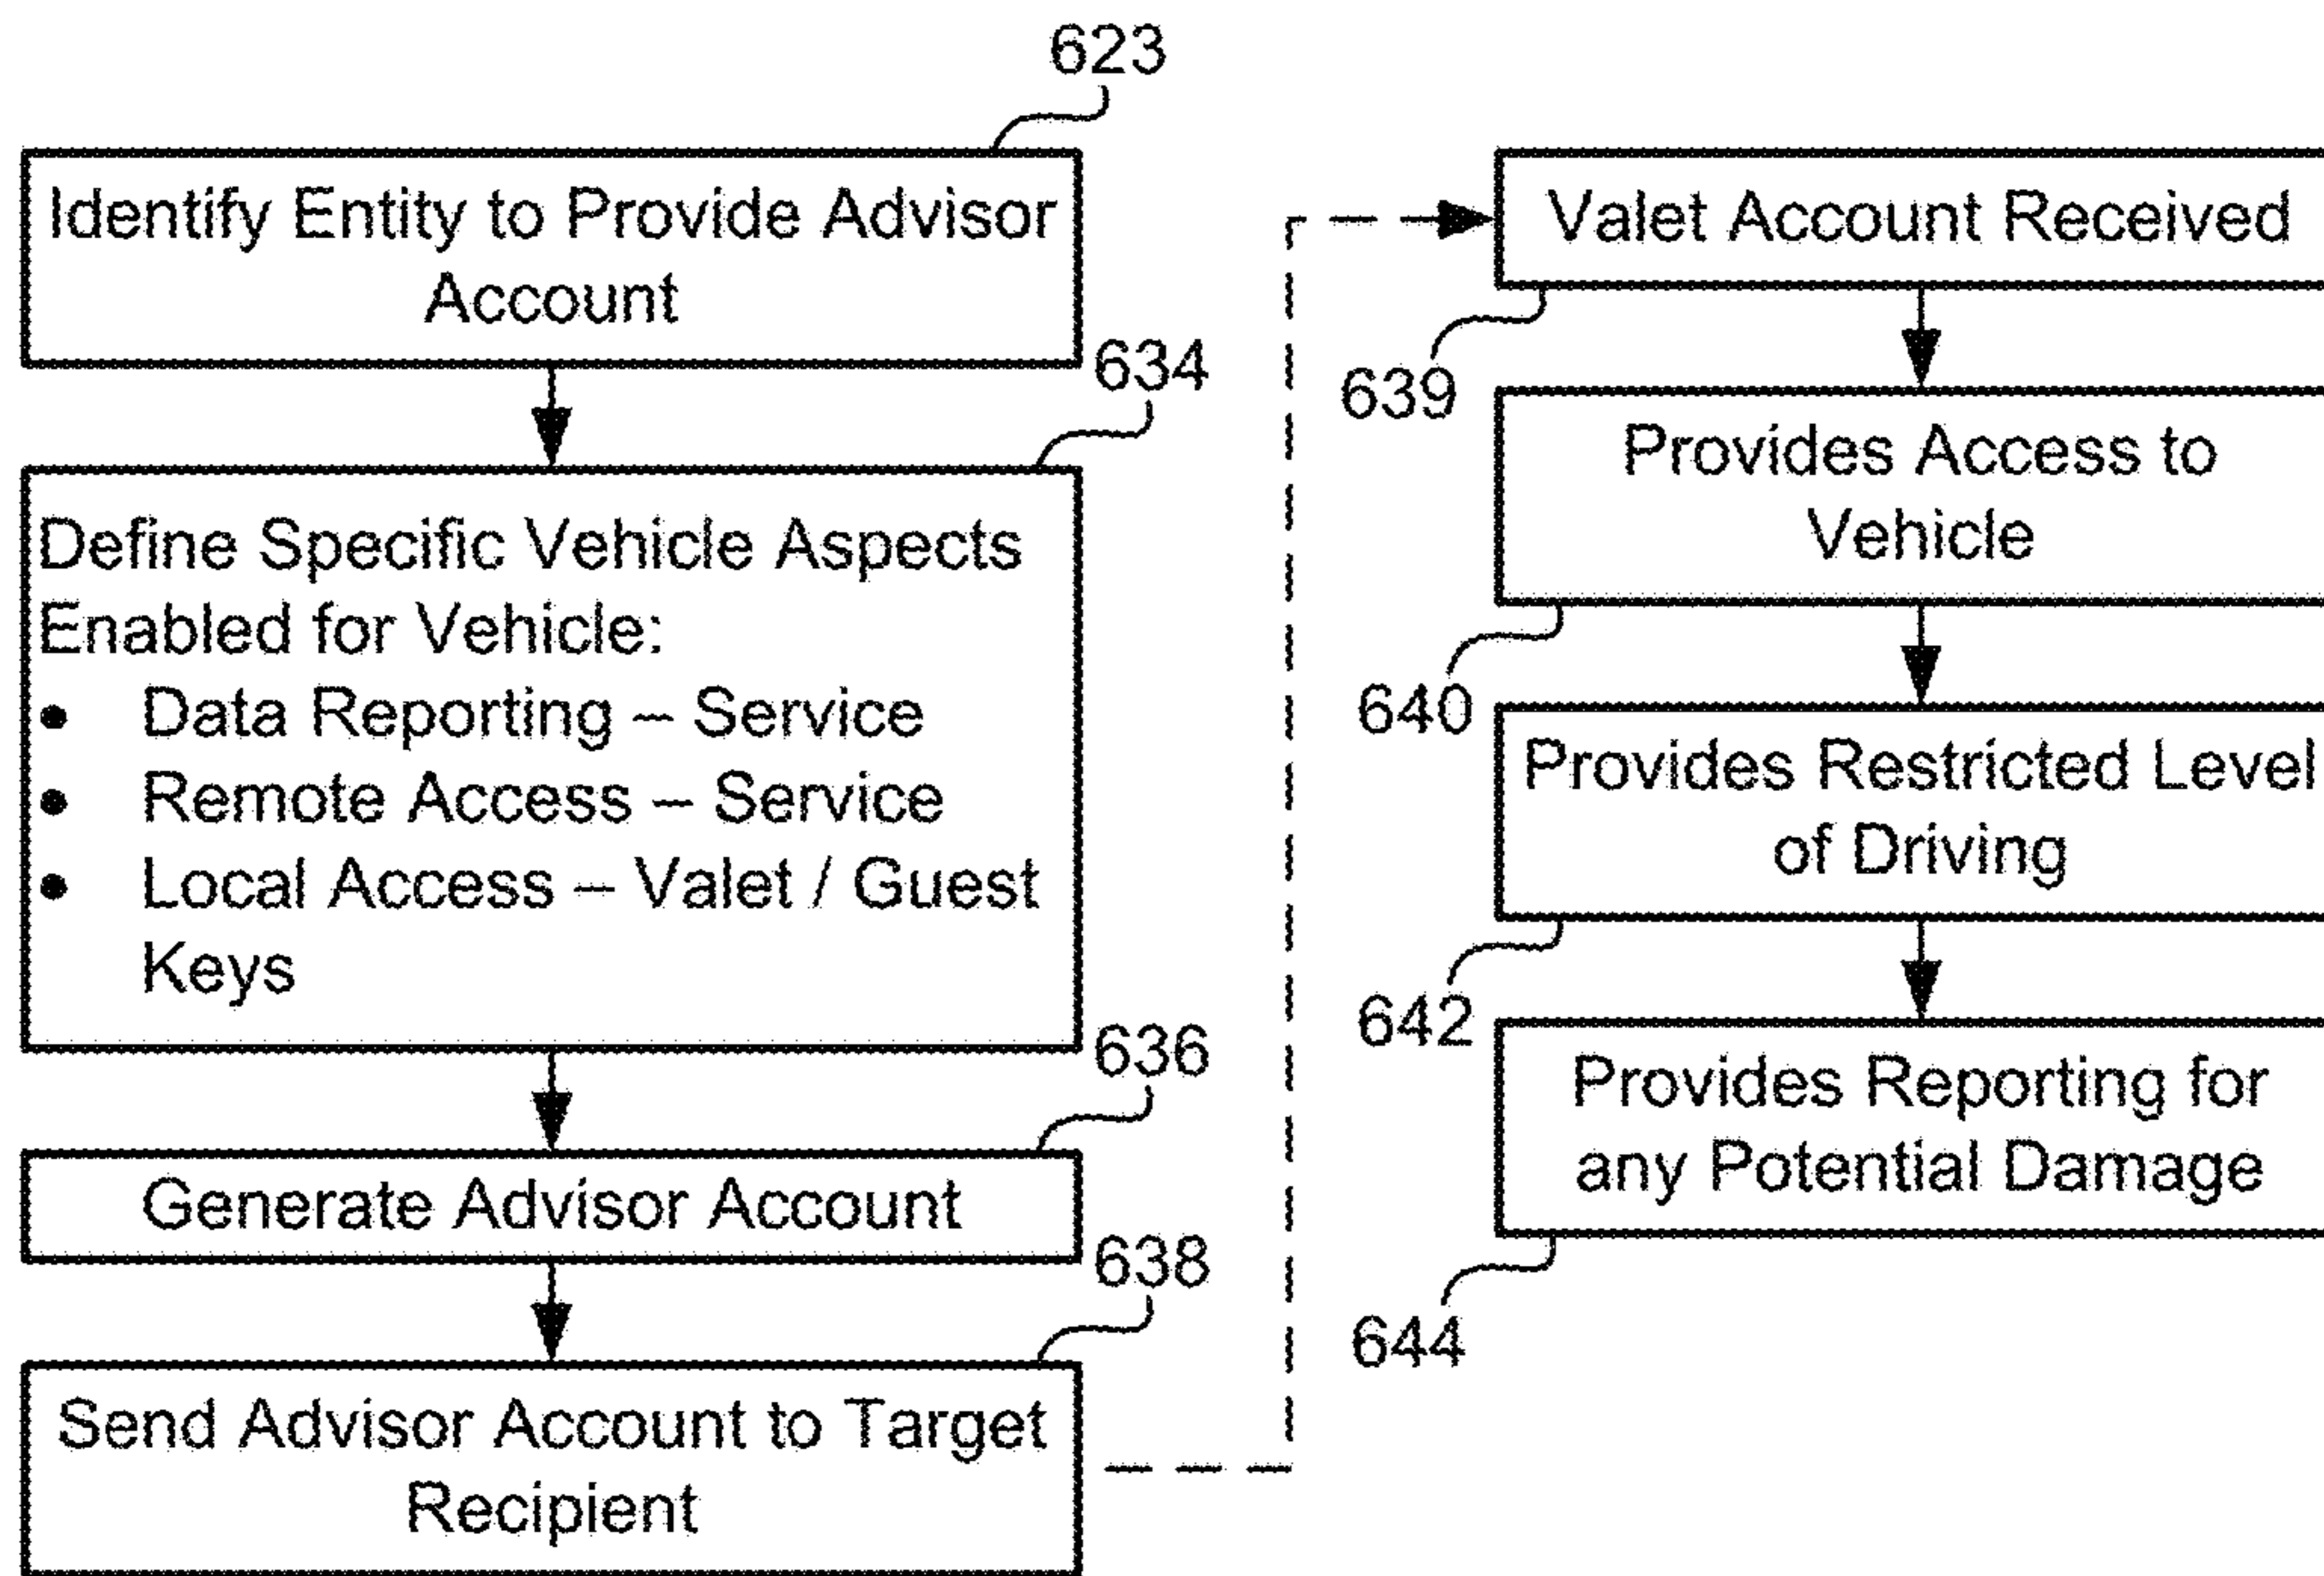 623
Identify Entity to Provide Advisor
Account
634
Define Specific Vehicle Aspects
Enabled for Vehicle:
• Data Reporting – Service
• Remote Access – Service
• Local Access – Valet / Guest
Keys
636
Generate Advisor Account
638
Send Advisor Account to Target
Recipient
Valet Account Received
639
Provides Access to
Vehicle
640
Provides Restricted Level
of Driving
642
Provides Reporting for
any Potential Damage
644